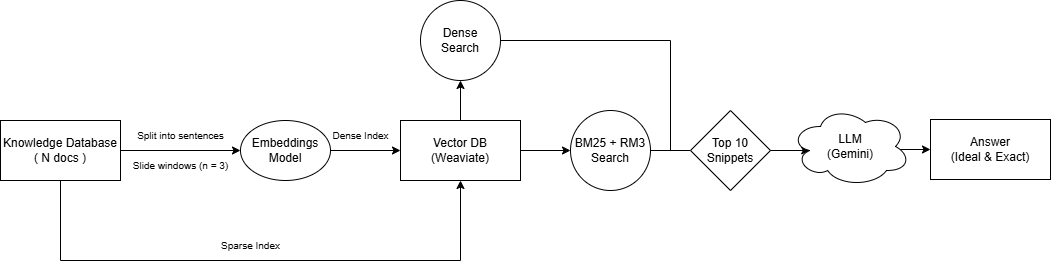 Dense
Search
Knowledge Database
( N docs )
Split into sentences
Slide windows (n = 3)
Embeddings
Model
Dense Index
Vector DB
(Weaviate)
BM25 + RM3
Search
Top 10
Snippets
LLM
(Gemini)
Answer
(Ideal & Exact)
Sparse Index